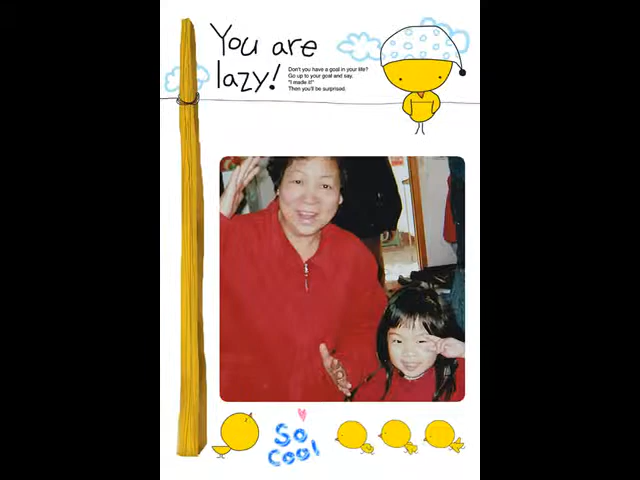 You are
lazy!
Don't you have a goal in your life?
Go up to your goal and say.
"I made it!"
Then you'll be surprised.
So
Cool